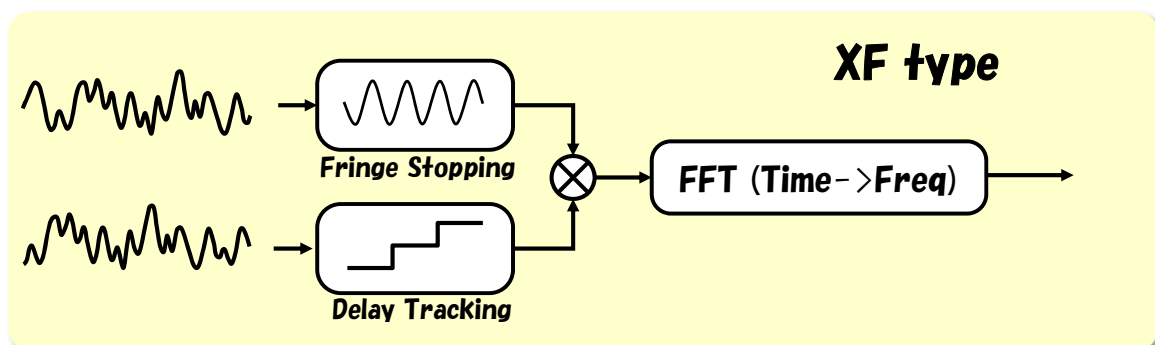 XF type
Fringe Stopping
FFT (Time->Freq)
Delay Tracking